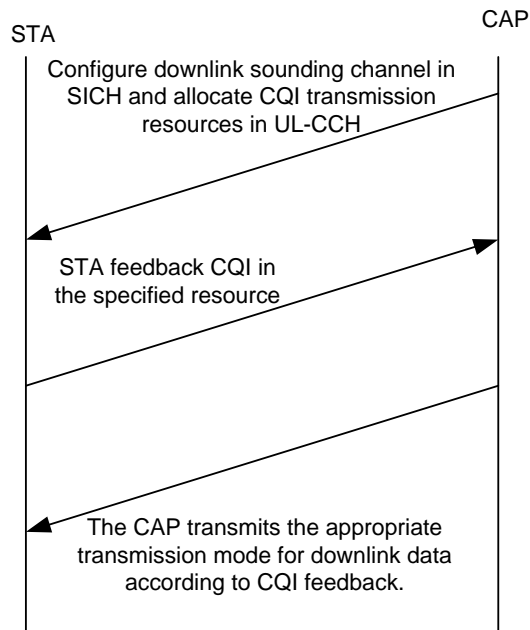 STA
CAP
Configure downlink sounding channel in
SICH and allocate CQI transmission
resources in UL-CCH
STA feedback CQI in
the specified resource
The CAP transmits the appropriate
transmission mode for downlink data
according to CQI feedback.